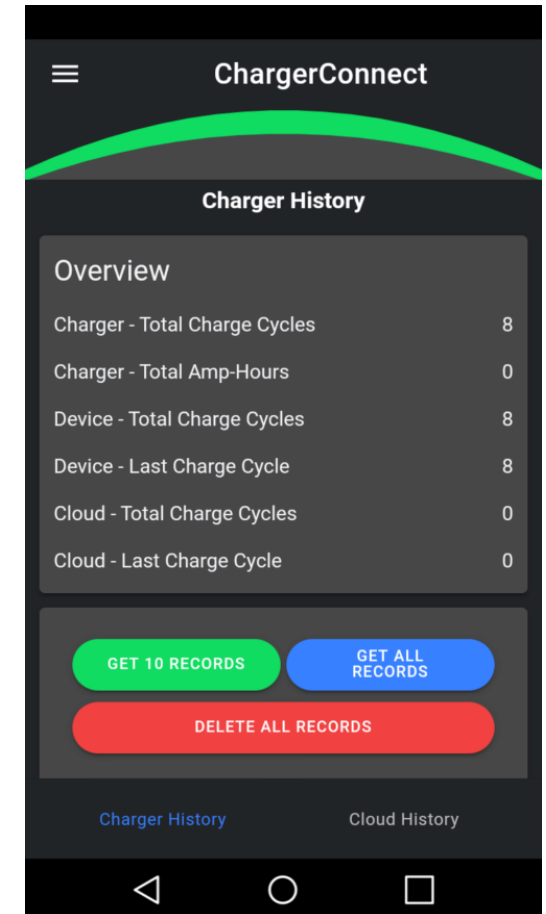 ChargerConnect
Charger History
Overview
Charger - Total Charge Cycles 8
Charger - Total Amp-Hours 0
Device - Total Charge Cycles 8
Device - Last Charge Cycle 8
Cloud - Total Charge Cycles 0
Cloud - Last Charge Cycle 0
GET 10 RECORDS
GET ALL
RECORDS
DELETE ALL RECORDS
Charger History
Cloud History